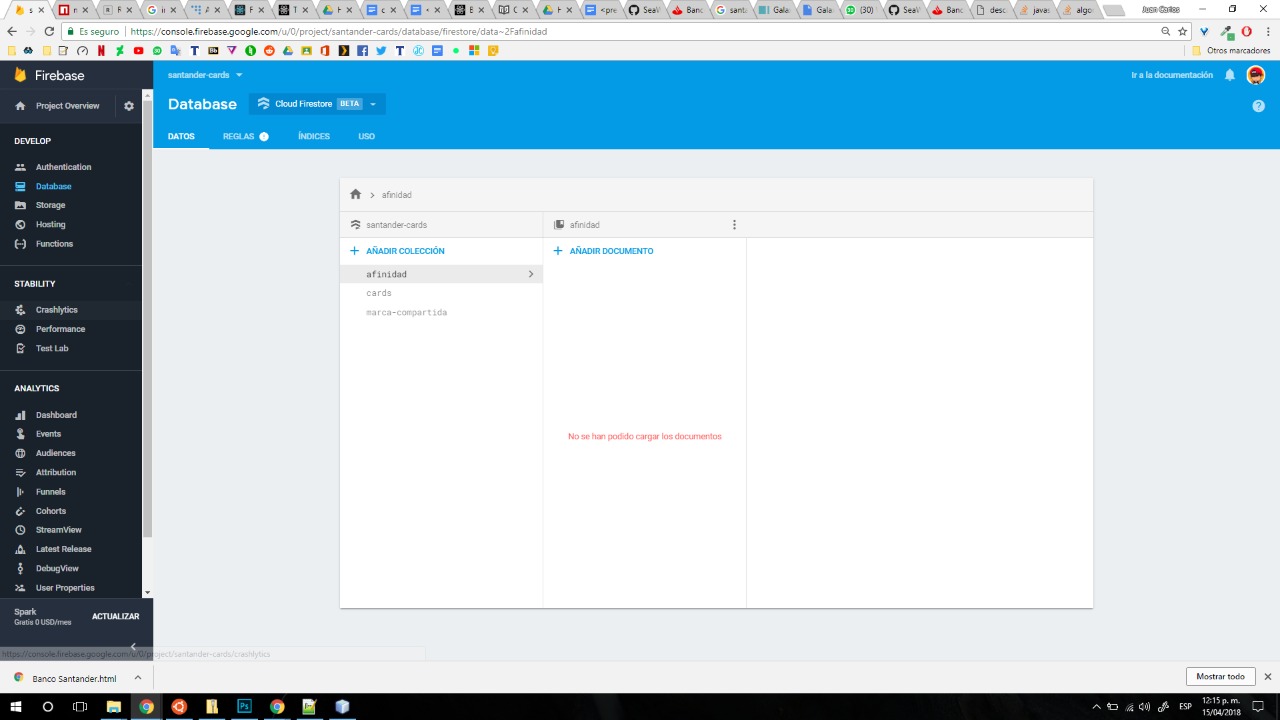 Juan Carlos
Es seguro | https://console.firebase.google.com/u/0/project/santander-cards/database/firestore/data~2Fafinidad
Otros marcadores
Firebase
santander-cards
Ir a la documentación
Project Overview
Database
Cloud Firestore BETA
DATOS
REGLAS
ÍNDICES
USO
DEVELOP
Authentication
Database
Storage
Hosting
Functions
STABILITY
Crashlytics
Performance
Test Lab
ANALYTICS
Dashboard
Events
Audiences
Attribution
Funnels
Cohorts
StreamView
Latest Release
DebugView
User Properties
Spark
Gratis 0 USD/mes
ACTUALIZAR
afinidad
santander-cards
afinidad
AÑADIR COLECCIÓN
AÑADIR DOCUMENTO
afinidad
cards
marca-compartida
No se han podido cargar los documentos
https://console.firebase.google.com/u/0/project/santander-cards/crashlytics
Banco Santander.html
Mostrar todo
ESP
12:15 p. m.
15/04/2018